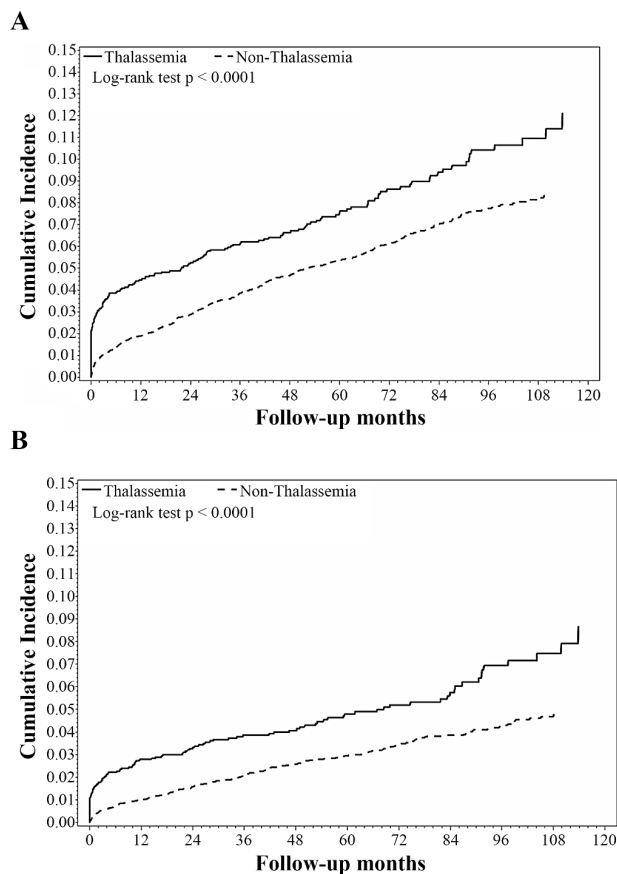 A
0.15
Thalassemia Non-Thalassemia
0.14
Log-rank test p < 0.0001
0.13
0.12
0.11
0.10
0.09
0.08
0.07
0.06
0.05
0.04
0.03
0.02
0.01
0.00
Cumulative Incidence
0 12 24 36 48 60 72 84 96 108 120
Follow-up months
B
0.15
Thalassemia Non-Thalassemia
0.14
Log-rank test p < 0.0001
0.13
0.12
0.11
0.10
0.09
0.08
0.07
0.06
0.05
0.04
0.03
0.02
0.01
0.00
Cumulative Incidence
0 12 24 36 48 60 72 84 96 108 120
Follow-up months